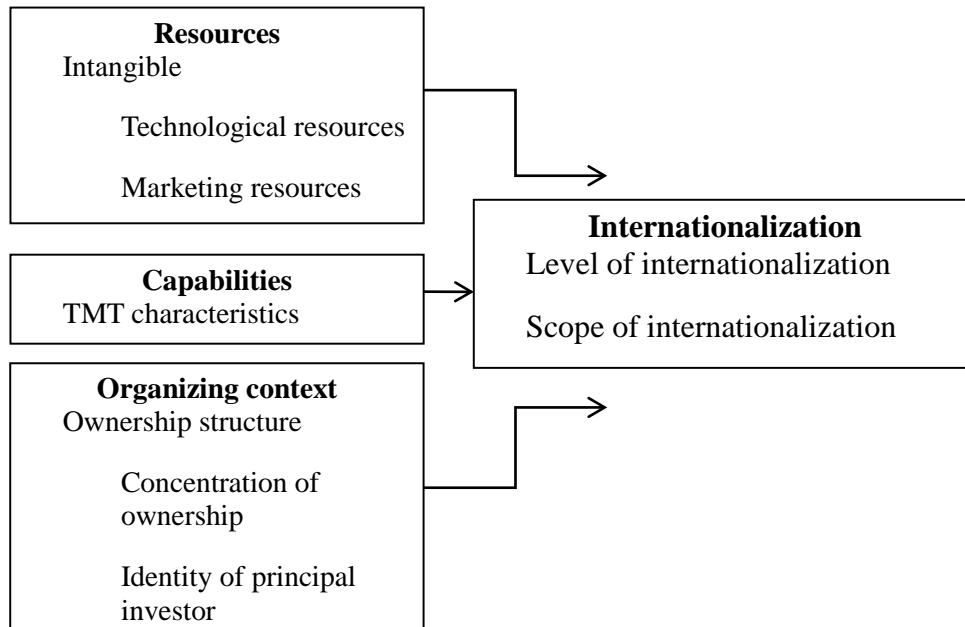 Resources
Intangible
Technological resources
Marketing resources
Capabilities
TMT characteristics
Organizing context
Ownership structure
Concentration of
ownership
Identity of principal
investor
Internationalization
Level of internationalization
Scope of internationalization